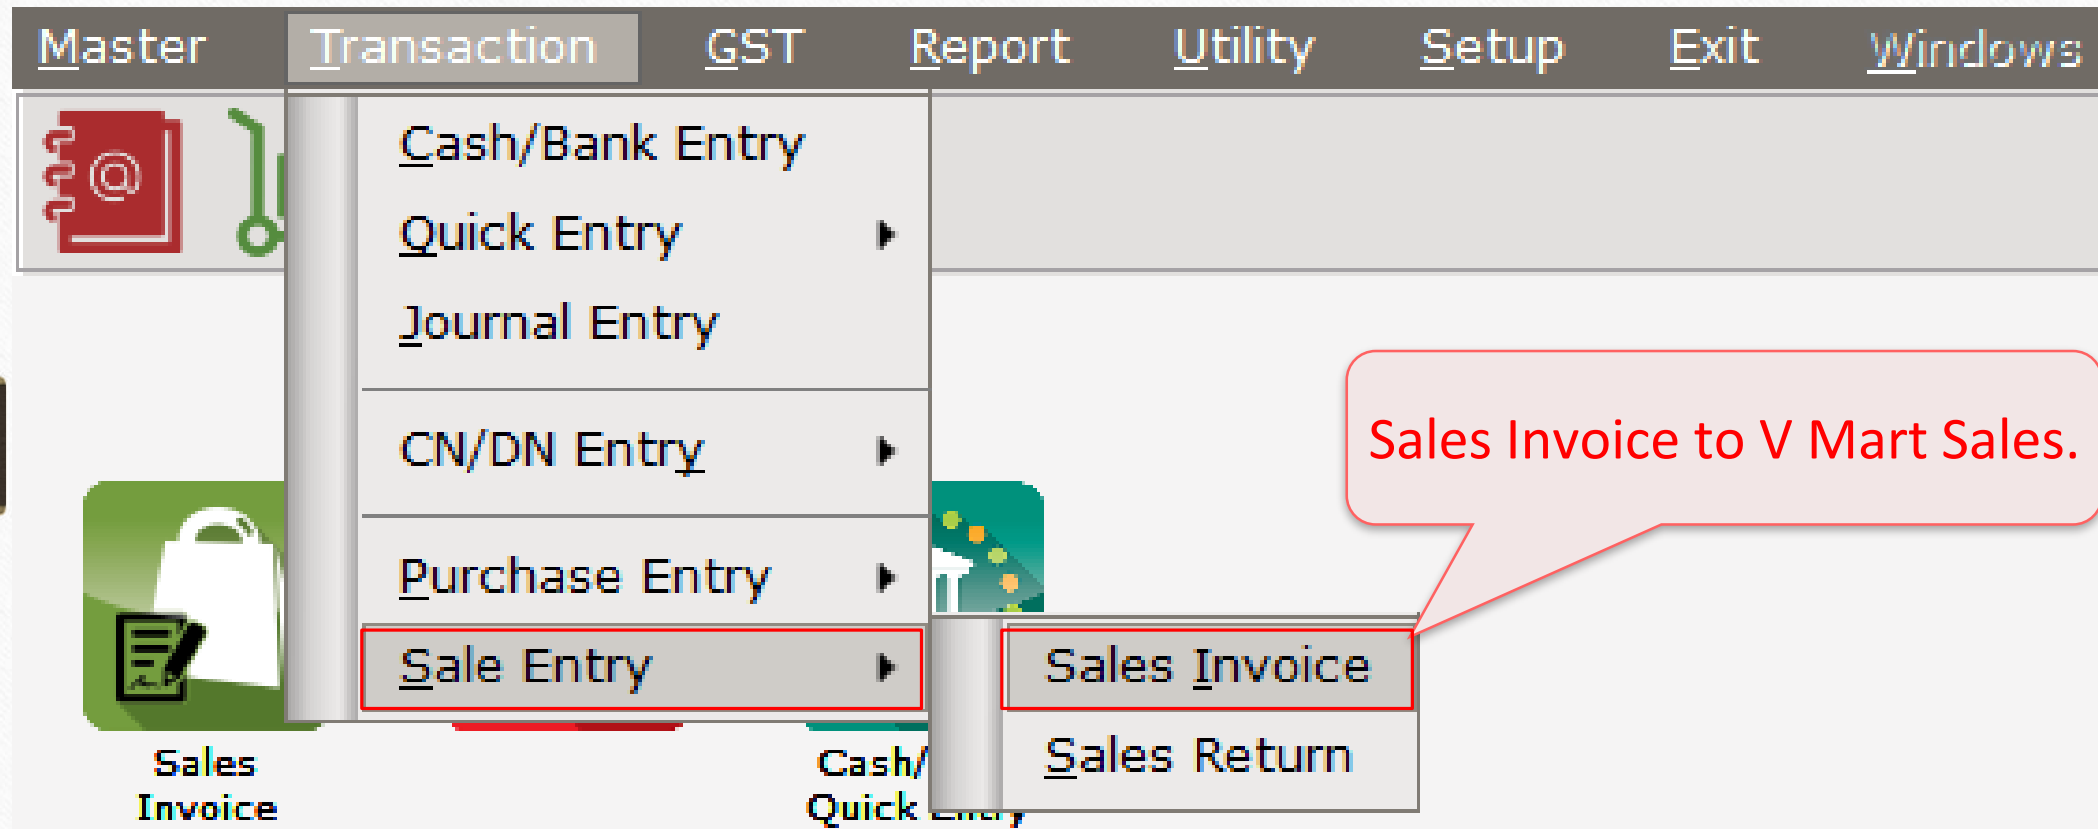 Master Transaction GST Report Utility Setup Exit Windows
@
Cash/Bank Entry
Quick Entry
Journal Entry
CN/DN Entry
Purchase Entry
Sale Entry
Sales Invoice
Sales Return
Sales Invoice to V Mart Sales.
Sales
Invoice
Cash/
Quick Entry